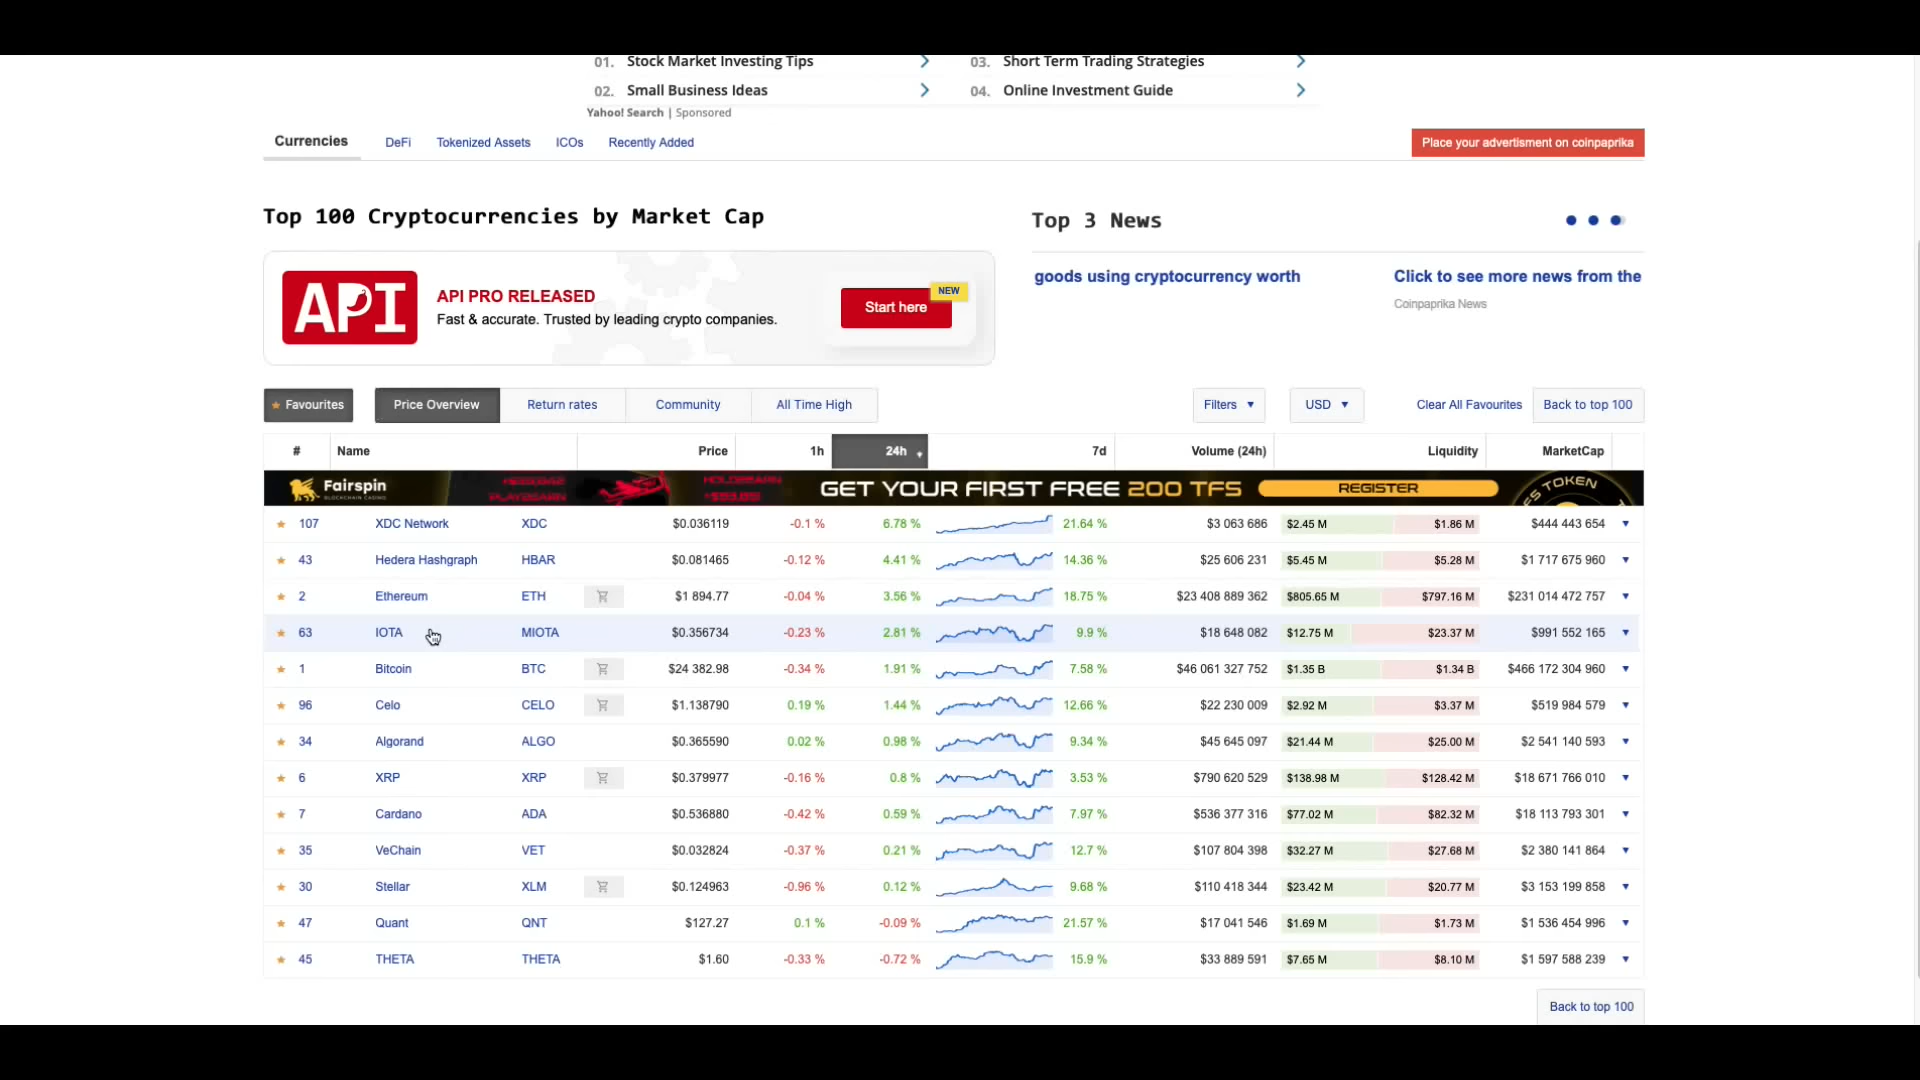 01. Stock Market Investing Tips
03. Short Term Trading Strategies
02. Small Business Ideas
04. Online Investment Guide
Yahoo! Search | Sponsored
Currencies DeFi Tokenized Assets ICOs Recently Added
Place your advertisment on coinpaprika
Top 100 Cryptocurrencies by Market Cap
Top 3 News
API
API PRO RELEASED
Fast & accurate. Trusted by leading crypto companies.
NEW
Start here
goods using cryptocurrency worth
Click to see more news from the
Coinpaprika News
Favourites Price Overview Return rates Community All Time High Filters USD Clear All Favourites Back to top 100
# Name Price 1h 24h 7d Volume (24h) Liquidity MarketCap
Fairspin
BLOCKCHAIN CASINO
GET YOUR FIRST FREE 200 TFS
REGISTER
TOKEN
107 XDC Network XDC $0.036119 -0.1 % 6.78 % 21.64 % $3 063 686 $2.45 M $1.86 M $444 443 654
43 Hedera Hashgraph HBAR $0.081465 -0.12 % 4.41 % 14.36 % $25 606 231 $5.45 M $5.28 M $1 717 675 960
2 Ethereum ETH $1 894.77 -0.04 % 3.56 % 18.75 % $23 408 889 362 $805.65 M $797.16 M $231 014 472 757
63 IOTA MIOTA $0.356734 -0.23 % 2.81 % 9.9 % $18 648 082 $12.75 M $23.37 M $991 552 165
1 Bitcoin BTC $24 382.98 -0.34 % 1.91 % 7.58 % $46 061 327 752 $1.35 B $1.34 B $466 172 304 960
96 Celo CELO $1.138790 0.19 % 1.44 % 12.66 % $22 230 009 $2.92 M $3.37 M $519 984 579
34 Algorand ALGO $0.365590 0.02 % 0.98 % 9.34 % $45 645 097 $21.44 M $25.00 M $2 541 140 593
6 XRP XRP $0.379977 -0.16 % 0.8 % 3.53 % $790 620 529 $138.98 M $128.42 M $18 671 766 010
7 Cardano ADA $0.536880 -0.42 % 0.59 % 7.97 % $536 377 316 $77.02 M $82.32 M $18 113 793 301
35 VeChain VET $0.032824 -0.37 % 0.21 % 12.7 % $107 804 398 $32.27 M $27.68 M $2 380 141 864
30 Stellar XLM $0.124963 -0.96 % 0.12 % 9.68 % $110 418 344 $23.42 M $20.77 M $3 153 199 858
47 Quant QNT $127.27 0.1 % -0.09 % 21.57 % $17 041 546 $1.69 M $1.73 M $1 536 454 996
45 THETA THETA $1.60 -0.33 % -0.72 % 15.9 % $33 889 591 $7.65 M $8.10 M $1 597 588 239
Back to top 100